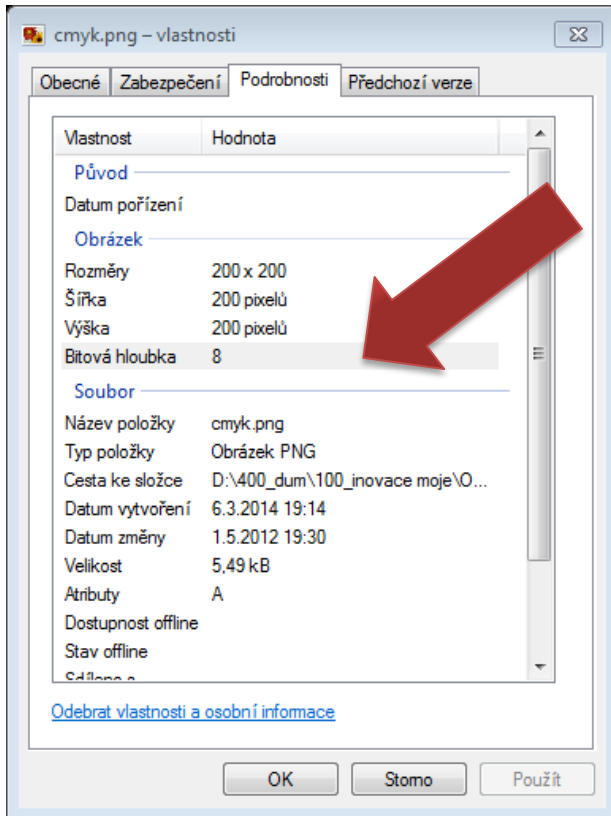 cmyk.png – vlastnosti
Obecné Zabezpečení Podrobnosti Předchozí verze
Vlastnost Hodnota
Původ
Datum pořízení
Obrázek
Rozměry 200 x 200
Šířka 200 pixelů
Výška 200 pixelů
Bitová hloubka 8
Soubor
Název položky cmyk.png
Typ položky Obrázek PNG
Cesta ke složce D:\400_dum\100_inovace moje\O...
Datum vytvoření 6.3.2014 19:14
Datum změny 1.5.2012 19:30
Velikost 5,49 kB
Atributy A
Dostupnost offline
Stav offline
Odebrat vlastnosti a osobní informace
OK Storno Použít